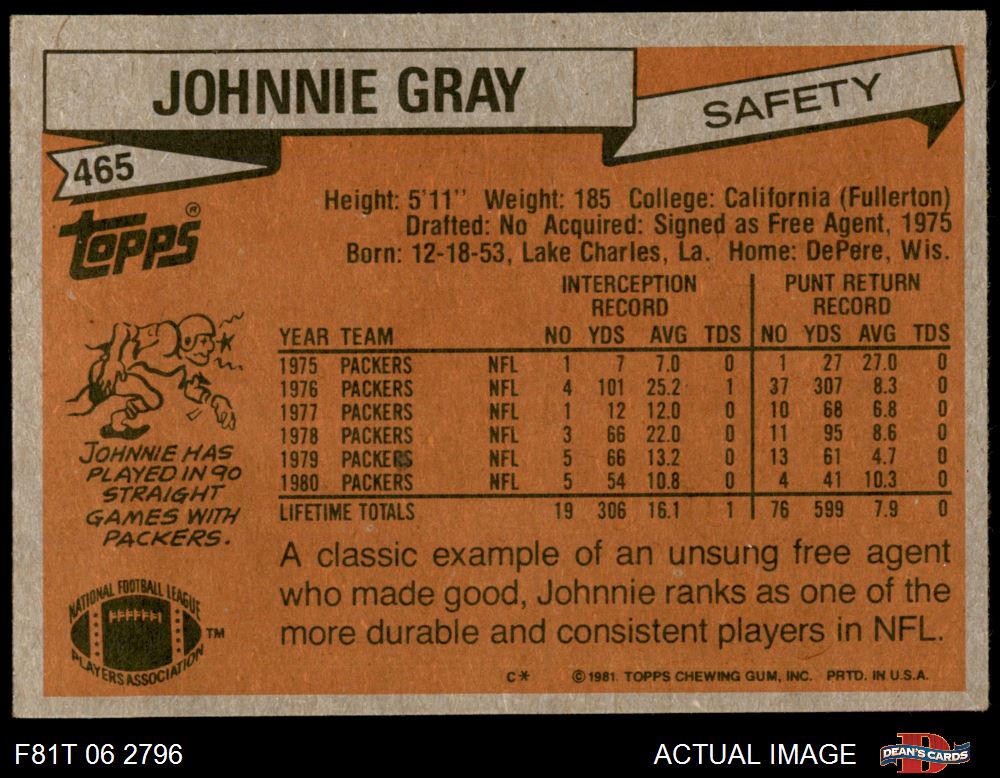 JOHNNIE GRAY
SAFETY
465
topps®
Height: 5'11'' Weight: 185 College: California (Fullerton)
Drafted: No Acquired: Signed as Free Agent, 1975
Born: 12-18-53, Lake Charles, La. Home: DePere, Wis.
INTERCEPTION RECORD PUNT RETURN RECORD
YEAR TEAM NO YDS AVG TDS NO YDS AVG TDS
1975 PACKERS NFL 1 7 7.0 0 1 27 27.0 0
1976 PACKERS NFL 4 101 25.2 1 37 307 8.3 0
1977 PACKERS NFL 1 12 12.0 0 10 68 6.8 0
1978 PACKERS NFL 3 66 22.0 0 11 95 8.6 0
1979 PACKERS NFL 5 66 13.2 0 13 61 4.7 0
1980 PACKERS NFL 5 54 10.8 0 4 41 10.3 0
LIFETIME TOTALS 19 306 16.1 1 76 599 7.9 0
JOHNNIE HAS
PLAYED IN 90
STRAIGHT
GAMES WITH
PACKERS.
A classic example of an unsung free agent
who made good, Johnnie ranks as one of the
more durable and consistent players in NFL.
NATIONAL FOOTBALL LEAGUE
PLAYERS ASSOCIATION
TM
C* © 1981 TOPPS CHEWING GUM, INC. PRTD. IN U.S.A.
F81T 06 2796
ACTUAL IMAGE
D
DEAN'S CARDS